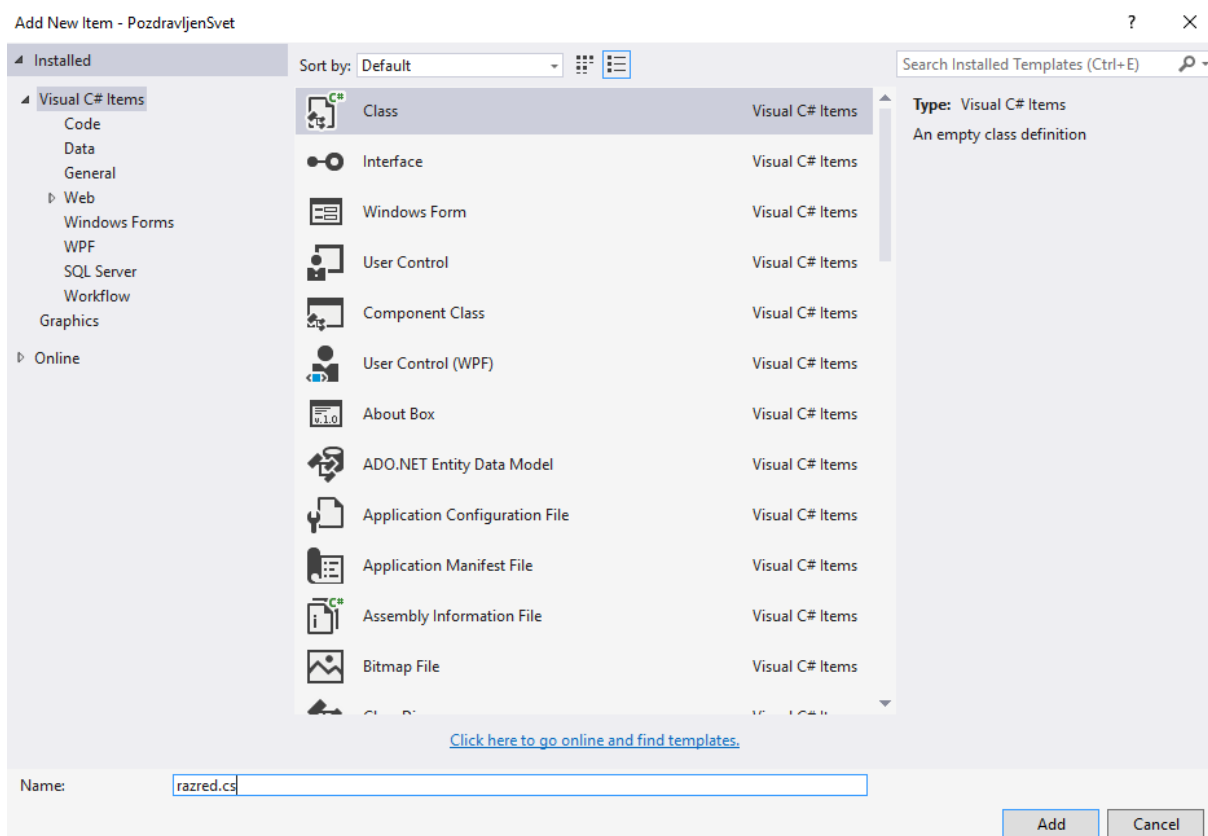 Add New Item - PozdravljenSvet
?
Installed
Sort by: Default
Search Installed Templates (Ctrl+E)
Visual C# Items
Code
Data
General
Web
Windows Forms
WPF
SQL Server
Workflow
Graphics
Online
Class Visual C# Items
Interface Visual C# Items
Windows Form Visual C# Items
User Control Visual C# Items
Component Class Visual C# Items
User Control (WPF) Visual C# Items
About Box Visual C# Items
ADO.NET Entity Data Model Visual C# Items
Application Configuration File Visual C# Items
Application Manifest File Visual C# Items
Assembly Information File Visual C# Items
Bitmap File Visual C# Items
Type: Visual C# Items
An empty class definition
Click here to go online and find templates.
Name: razred.cs
Add Cancel